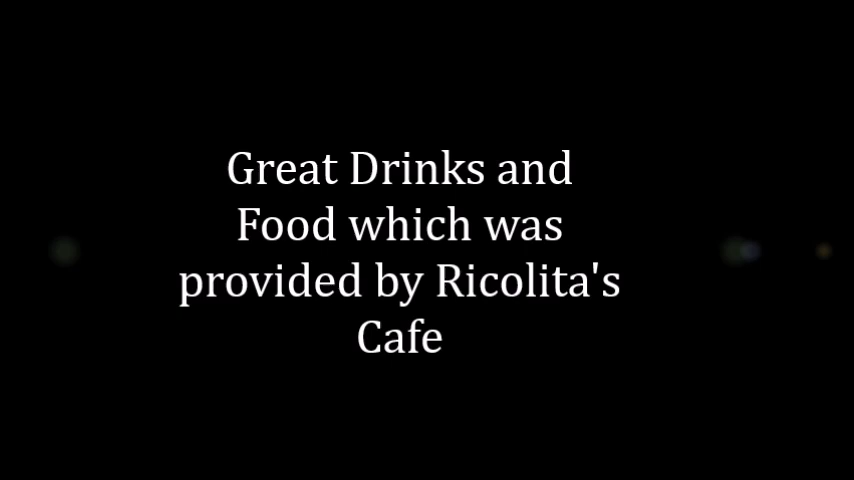 Great Drinks and
Food which was
provided by Ricolita's
Cafe